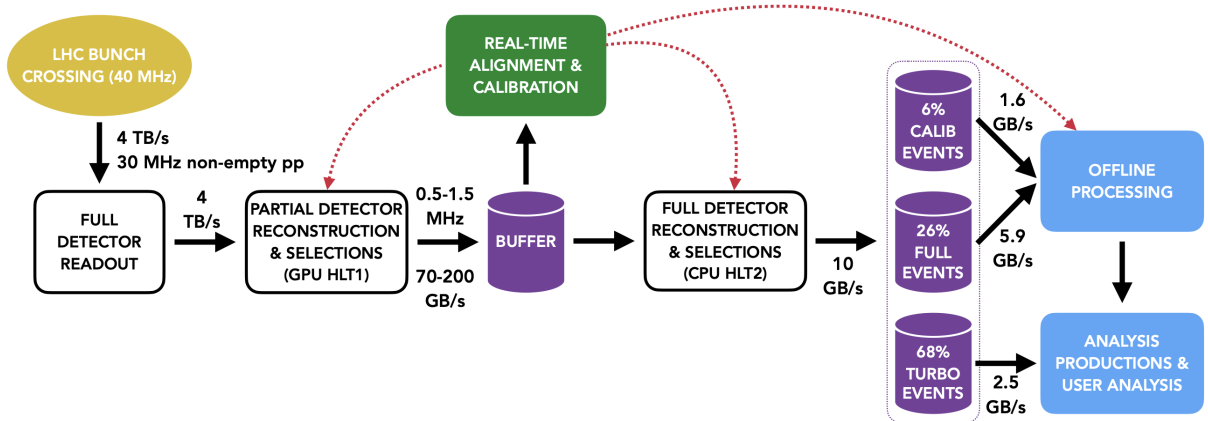 LHC BUNCH
CROSSING (40 MHz)
4 TB/s
30 MHz non-empty pp
FULL
DETECTOR
READOUT
4
TB/s
PARTIAL DETECTOR
RECONSTRUCTION
& SELECTIONS
(GPU HLT1)
0.5-1.5
MHz
70-200
GB/s
REAL-TIME
ALIGNMENT &
CALIBRATION
BUFFER
FULL DETECTOR
RECONSTRUCTION
& SELECTIONS
(CPU HLT2)
10
GB/s
6%
CALIB
EVENTS
1.6
GB/s
26%
FULL
EVENTS
5.9
GB/s
68%
TURBO
EVENTS
2.5
GB/s
OFFLINE
PROCESSING
ANALYSIS
PRODUCTIONS &
USER ANALYSIS